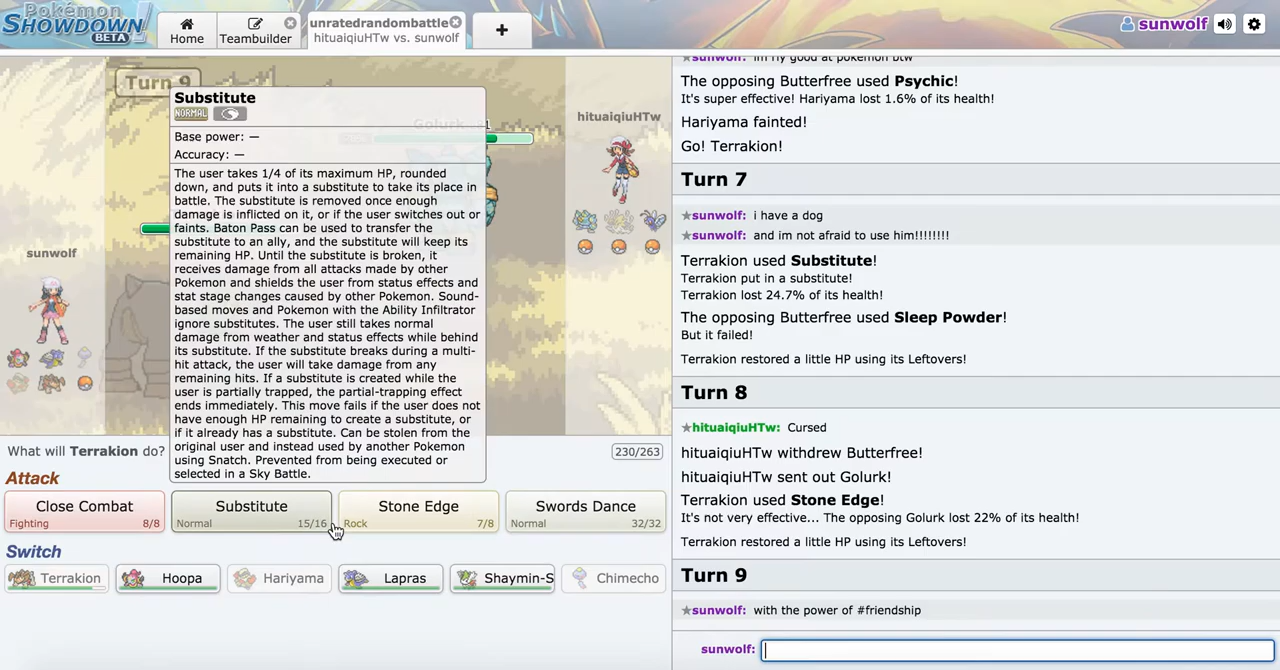 Pokémon
SHOWDOWN!
BETA
Home
Teambuilder
unratedrandombattle
hituaiqiuHTw vs. sunwolf
sunwolf
Turn 9
Substitute
NORMAL
Base power: —
Accuracy: —
The user takes 1/4 of its maximum HP, rounded
down, and puts it into a substitute to take its place in
battle. The substitute is removed once enough
damage is inflicted on it, or if the user switches out or
faints. Baton Pass can be used to transfer the
substitute to an ally, and the substitute will keep its
remaining HP. Until the substitute is broken, it
receives damage from all attacks made by other
Pokemon and shields the user from status effects and
stat stage changes caused by other Pokemon. Sound-
based moves and Pokemon with the Ability Infiltrator
ignore substitutes. The user still takes normal
damage from weather and status effects while behind
its substitute. If the substitute breaks during a multi-
hit attack, the user will take damage from any
remaining hits. If a substitute is created while the
user is partially trapped, the partial-trapping effect
ends immediately. This move fails if the user does not
have enough HP remaining to create a substitute, or
if it already has a substitute. Can be stolen from the
original user and instead used by another Pokemon
using Snatch. Prevented from being executed or
selected in a Sky Battle.
Golurk
hituaiqiuHTw
sunwolf
What will Terrakion do?
230/263
Attack
Close Combat
Fighting 8/8
Substitute
Normal 15/16
Stone Edge
Rock 7/8
Swords Dance
Normal 32/32
Switch
Terrakion
Hoopa
Hariyama
Lapras
Shaymin-S
Chimecho
★sunwolf: im rly good at pokemon btw
The opposing Butterfree used Psychic!
It's super effective! Hariyama lost 1.6% of its health!
Hariyama fainted!
Go! Terrakion!
Turn 7
★sunwolf: i have a dog
★sunwolf: and im not afraid to use him!!!!!!!!
Terrakion used Substitute!
Terrakion put in a substitute!
Terrakion lost 24.7% of its health!
The opposing Butterfree used Sleep Powder!
But it failed!
Terrakion restored a little HP using its Leftovers!
Turn 8
★hituaiqiuHTw: Cursed
hituaiqiuHTw withdrew Butterfree!
hituaiqiuHTw sent out Golurk!
Terrakion used Stone Edge!
It's not very effective... The opposing Golurk lost 22% of its health!
Terrakion restored a little HP using its Leftovers!
Turn 9
★sunwolf: with the power of #friendship
sunwolf: